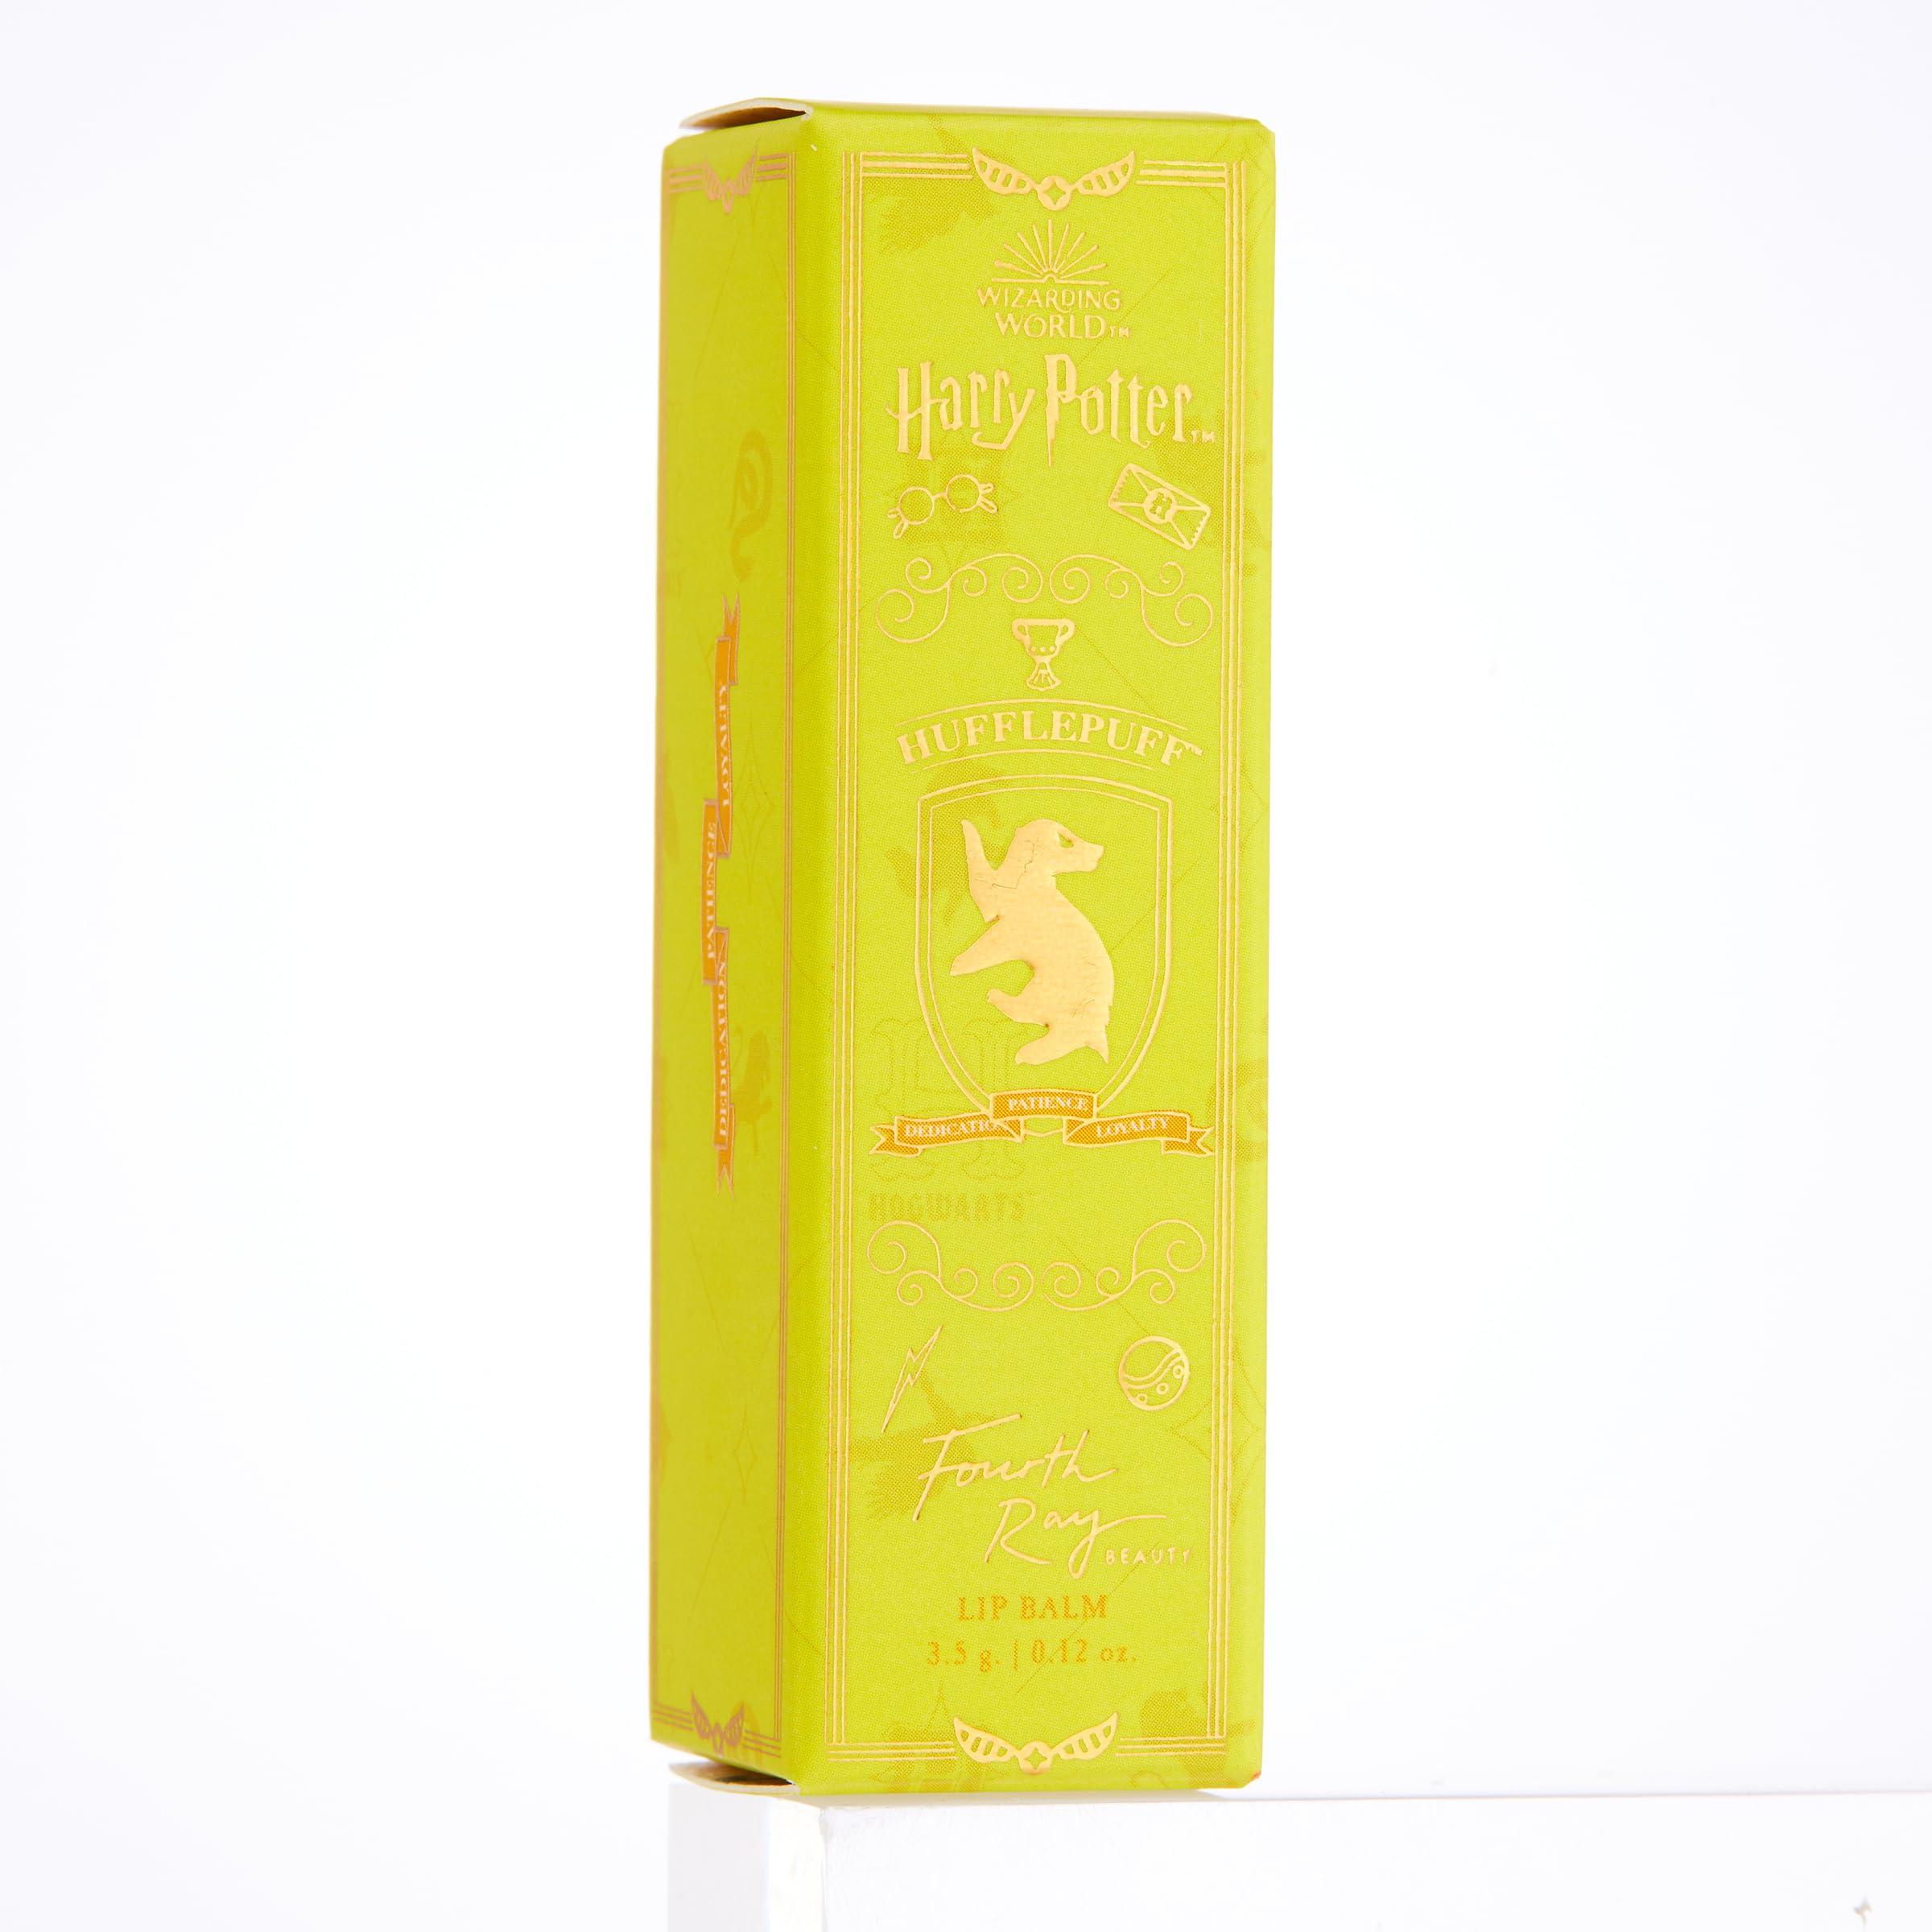 WIZARDING
WORLD™
Harry Potter™
H
HUFFLEPUFF™
PATIENCE
DEDICATION
LOYALTY
H
HOGWARTS™
Fourth
Ray
BEAUTY
LIP BALM
3.5 g. | 0.12 oz.
DEDICATION
PATIENCE
LOYALTY